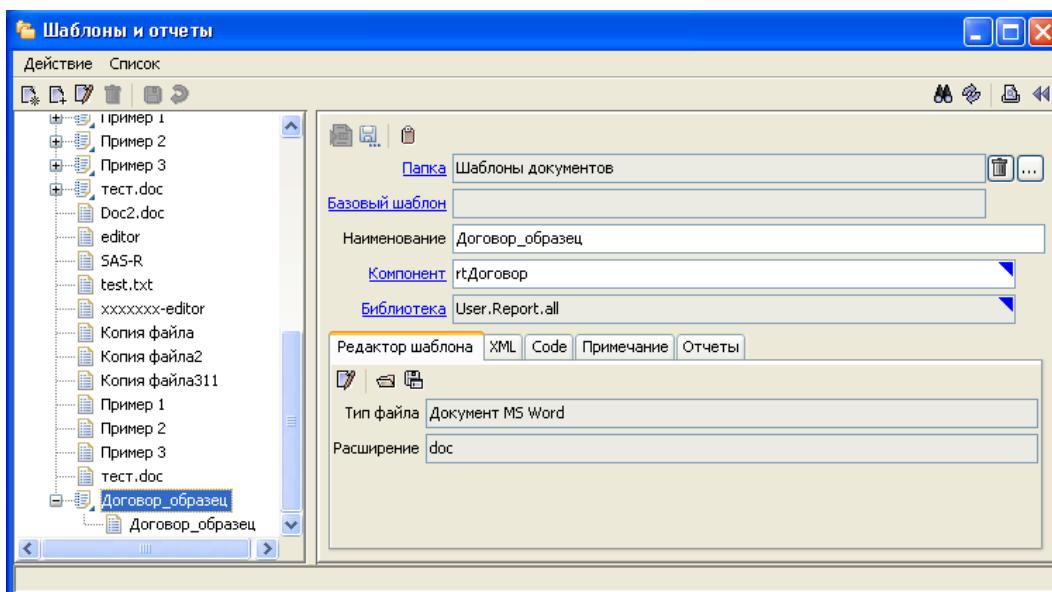 Шаблоны и отчеты
Действие Список
Пример 1
Пример 2
Пример 3
тест.doc
Doc2.doc
editor
SAS-R
test.txt
xxxxxxx-editor
Копия файла
Копия файла2
Копия файла311
Пример 1
Пример 2
Пример 3
тест.doc
Договор_образец
Договор_образец
Папка Шаблоны документов
Базовый шаблон
Наименование Договор_образец
Компонент rtДоговор
Библиотека User.Report.all
Редактор шаблона XML Code Примечание Отчеты
Тип файла Документ MS Word
Расширение doc